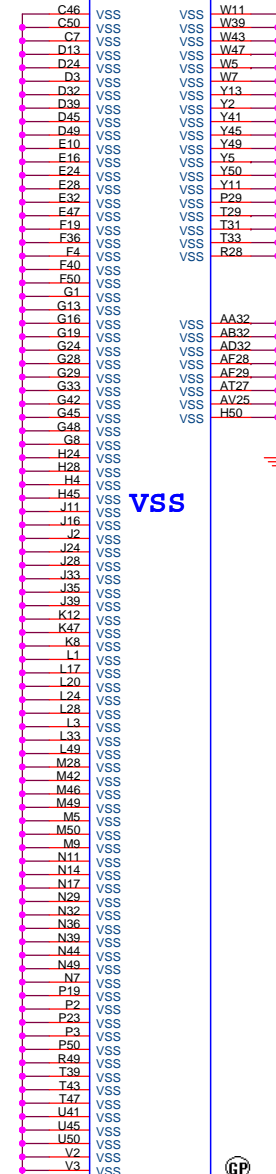 C46 VSS
C50 VSS
C7 VSS
D13 VSS
D24 VSS
D3 VSS
D32 VSS
D39 VSS
D45 VSS
D49 VSS
E10 VSS
E16 VSS
E24 VSS
E28 VSS
E32 VSS
E47 VSS
F19 VSS
F36 VSS
F4 VSS
F40 VSS
F50 VSS
G1 VSS
G13 VSS
G16 VSS
G19 VSS
G24 VSS
G28 VSS
G29 VSS
G33 VSS
G42 VSS
G45 VSS
G48 VSS
G8 VSS
H24 VSS
H28 VSS
H4 VSS
H45 VSS
J11 VSS
J16 VSS
J2 VSS
J24 VSS
J28 VSS
J33 VSS
J35 VSS
J39 VSS
K12 VSS
K47 VSS
K8 VSS
L1 VSS
L17 VSS
L20 VSS
L24 VSS
L28 VSS
L3 VSS
L33 VSS
L49 VSS
M28 VSS
M42 VSS
M46 VSS
M49 VSS
M5 VSS
M50 VSS
M9 VSS
N11 VSS
N14 VSS
N17 VSS
N29 VSS
N32 VSS
N36 VSS
N39 VSS
N44 VSS
N49 VSS
N7 VSS
P19 VSS
P2 VSS
P23 VSS
P3 VSS
P50 VSS
R49 VSS
T39 VSS
T43 VSS
T47 VSS
U41 VSS
U45 VSS
U50 VSS
V2 VSS
V3 VSS
VSS
VSS W11
VSS W39
VSS W43
VSS W47
VSS W5
VSS W7
VSS Y13
VSS Y2
VSS Y41
VSS Y45
VSS Y49
VSS Y5
VSS Y50
VSS Y11
VSS P29
VSS T29
VSS T31
VSS T33
VSS R28
VSS AA32
VSS AB32
VSS AD32
VSS AF28
VSS AF29
VSS AT27
VSS AV25
VSS H50
GP